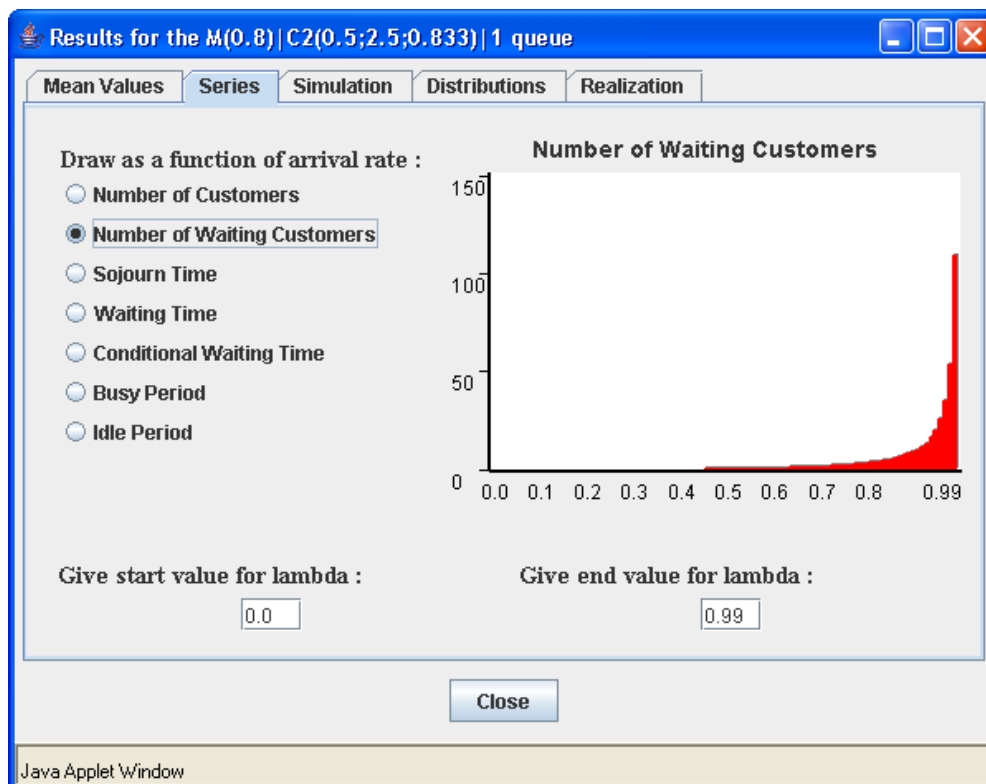 Results for the M(0.8)|C2(0.5;2.5;0.833)|1 queue
Mean Values Series Simulation Distributions Realization
Draw as a function of arrival rate :
Number of Customers
Number of Waiting Customers
Sojourn Time
Waiting Time
Conditional Waiting Time
Busy Period
Idle Period
Number of Waiting Customers
150
100
50
0
0.0 0.1 0.2 0.3 0.4 0.5 0.6 0.7 0.8 0.99
Give start value for lambda :
0.0
Give end value for lambda :
0.99
Close
Java Applet Window